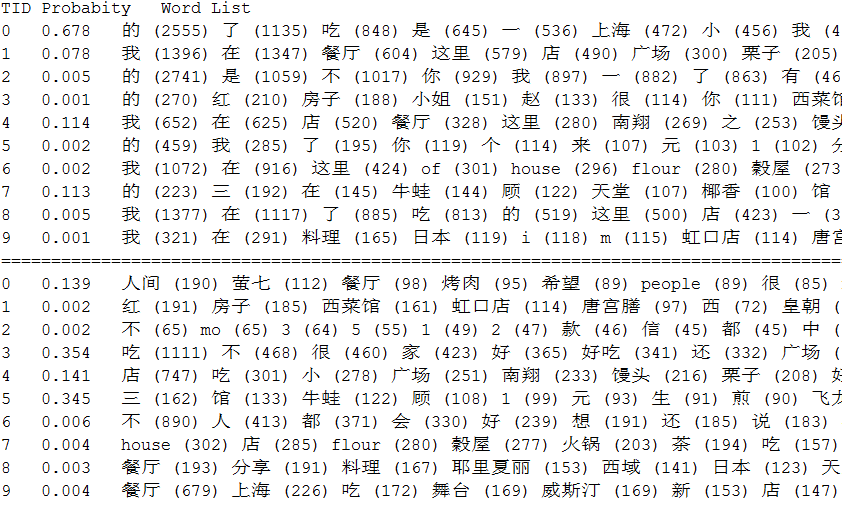 TID Probabity Word List
0 0.678 的 (2555) 了 (1135) 吃 (848) 是 (645) 一 (536) 上海 (472) 小 (456) 我 (4
1 0.078 我 (1396) 在 (1347) 餐厅 (604) 这里 (579) 店 (490) 广场 (300) 栗子 (205)
2 0.005 的 (2741) 是 (1059) 不 (1017) 你 (929) 我 (897) 一 (882) 了 (863) 有 (46
3 0.001 的 (270) 红 (210) 房子 (188) 小姐 (151) 赵 (133) 很 (114) 你 (111) 西菜馆
4 0.114 我 (652) 在 (625) 店 (520) 餐厅 (328) 这里 (280) 南翔 (269) 之 (253) 馒头
5 0.002 的 (459) 我 (285) 了 (195) 你 (119) 个 (114) 来 (107) 元 (103) 1 (102) 分
6 0.002 我 (1072) 在 (916) 这里 (424) of (301) house (296) flour (280) 穀屋 (273
7 0.113 的 (223) 三 (192) 在 (145) 牛蛙 (144) 顾 (122) 天堂 (107) 椰香 (100) 馆
8 0.005 我 (1377) 在 (1117) 了 (885) 吃 (813) 的 (519) 这里 (500) 店 (423) 一 (3
9 0.001 我 (321) 在 (291) 料理 (165) 日本 (119) i (118) m (115) 虹口店 (114) 唐宫
0 0.139 人间 (190) 萤七 (112) 餐厅 (98) 烤肉 (95) 希望 (89) people (89) 很 (85)
1 0.002 红 (191) 房子 (185) 西菜馆 (161) 虹口店 (114) 唐宫膳 (97) 西 (72) 皇朝 (
2 0.002 不 (65) mo (65) 3 (64) 5 (55) 1 (49) 2 (47) 款 (46) 信 (45) 都 (45) 中 (
3 0.354 吃 (1111) 不 (468) 很 (460) 家 (423) 好 (365) 好吃 (341) 还 (332) 广场 (
4 0.141 店 (747) 吃 (301) 小 (278) 广场 (251) 南翔 (233) 馒头 (216) 栗子 (208) 好
5 0.345 三 (162) 馆 (133) 牛蛙 (122) 顾 (108) 1 (99) 元 (93) 生 (91) 煎 (90) 飞龙
6 0.006 不 (890) 人 (413) 都 (371) 会 (330) 好 (239) 想 (191) 还 (185) 说 (183)
7 0.004 house (302) 店 (285) flour (280) 穀屋 (277) 火锅 (203) 茶 (194) 吃 (157)
8 0.003 餐厅 (193) 分享 (191) 料理 (167) 耶里夏丽 (153) 西域 (141) 日本 (123) 天
9 0.004 餐厅 (679) 上海 (226) 吃 (172) 舞台 (169) 威斯汀 (169) 新 (153) 店 (147)